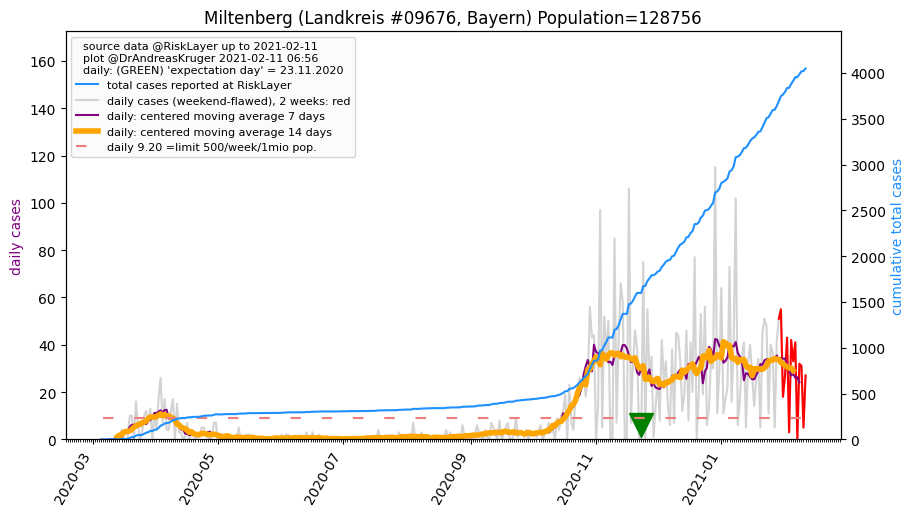 Miltenberg (Landkreis #09676, Bayern) Population=128756
source data @RiskLayer up to 2021-02-11
plot @DrAndreasKruger 2021-02-11 06:56
daily: (GREEN) 'expectation day' = 23.11.2020
total cases reported at RiskLayer
daily cases (weekend-flawed), 2 weeks: red
daily: centered moving average 7 days
daily: centered moving average 14 days
daily 9.20 =limit 500/week/1mio pop.
daily cases
160
140
120
100
80
60
40
20
0
cumulative total cases
4000
3500
3000
2500
2000
1500
1000
500
0
2020-03
2020-05
2020-07
2020-09
2020-11
2021-01